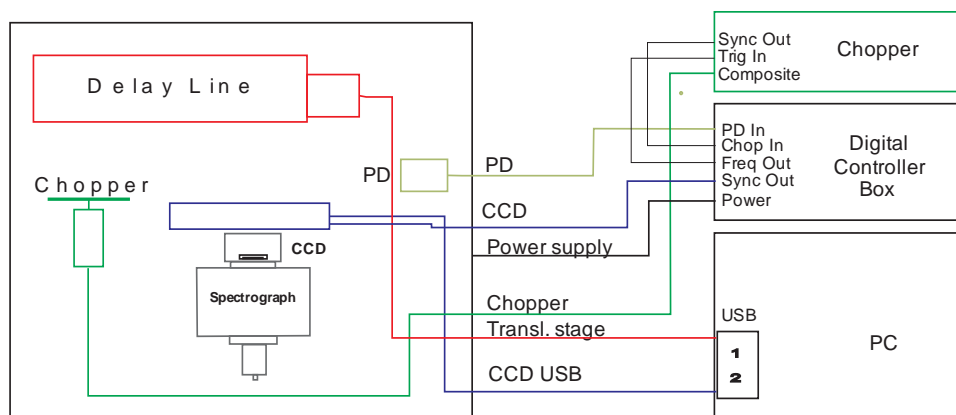 Delay Line
Chopper
PD
CCD
Spectrograph
PD
CCD
Power supply
Chopper
Transl. stage
CCD USB
Sync Out
Trig In
Composite
Chopper
PD In
Chop In
Freq Out
Sync Out
Power
Digital
Controller
Box
USB
1
2
PC